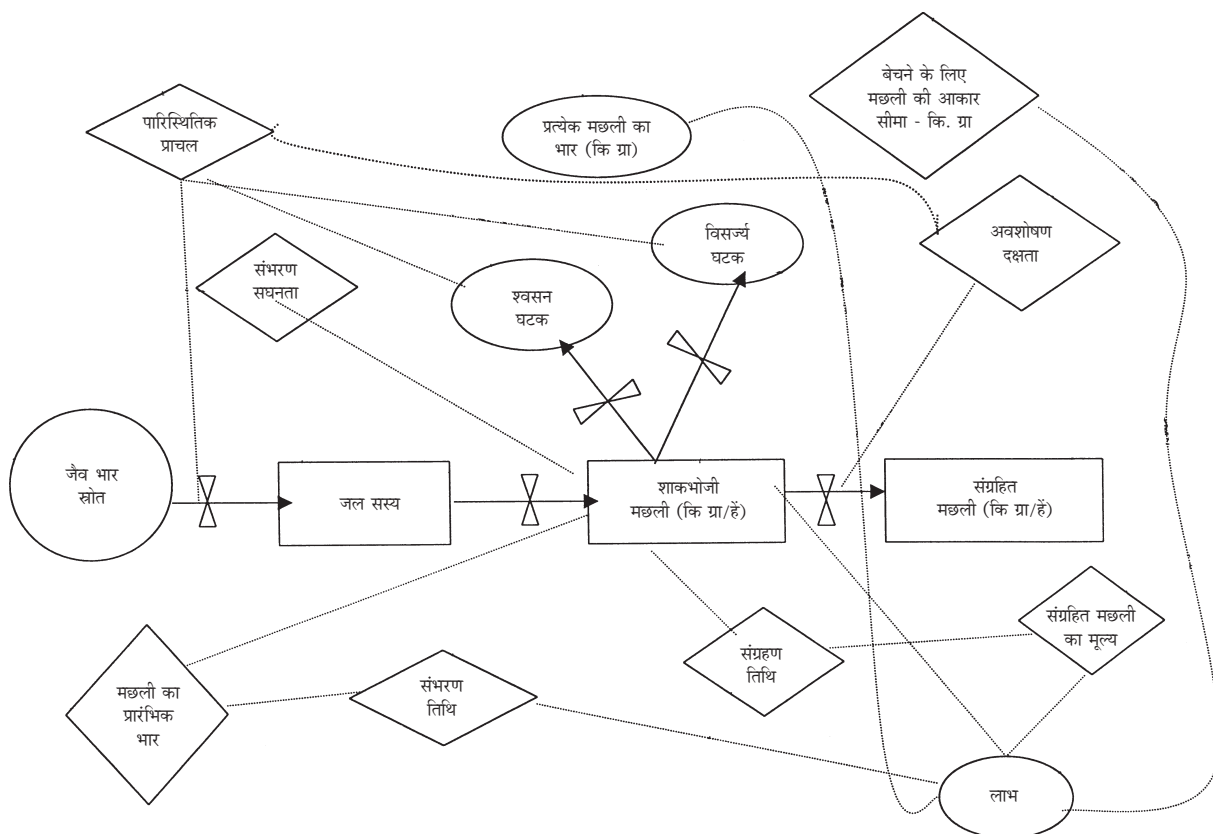 बेचने के लिए
मछली की आकार
सीमा - कि. ग्रा
पारिस्थितिक
प्राचल
प्रत्येक मछली का
भार (कि ग्रा)
विसर्ज्य
घटक
अवशोषण
दक्षता
संभरण
सघनता
श्वसन
घटक
जैव भार
स्रोत
जल सस्य
शाकभोजी
मछली (कि ग्रा/हें)
संग्रहित
मछली (कि ग्रा/हें)
संग्रहित मछली
का मूल्य
संग्रहण
तिथि
मछली का
प्रारंभिक
भार
संभरण
तिथि
लाभ